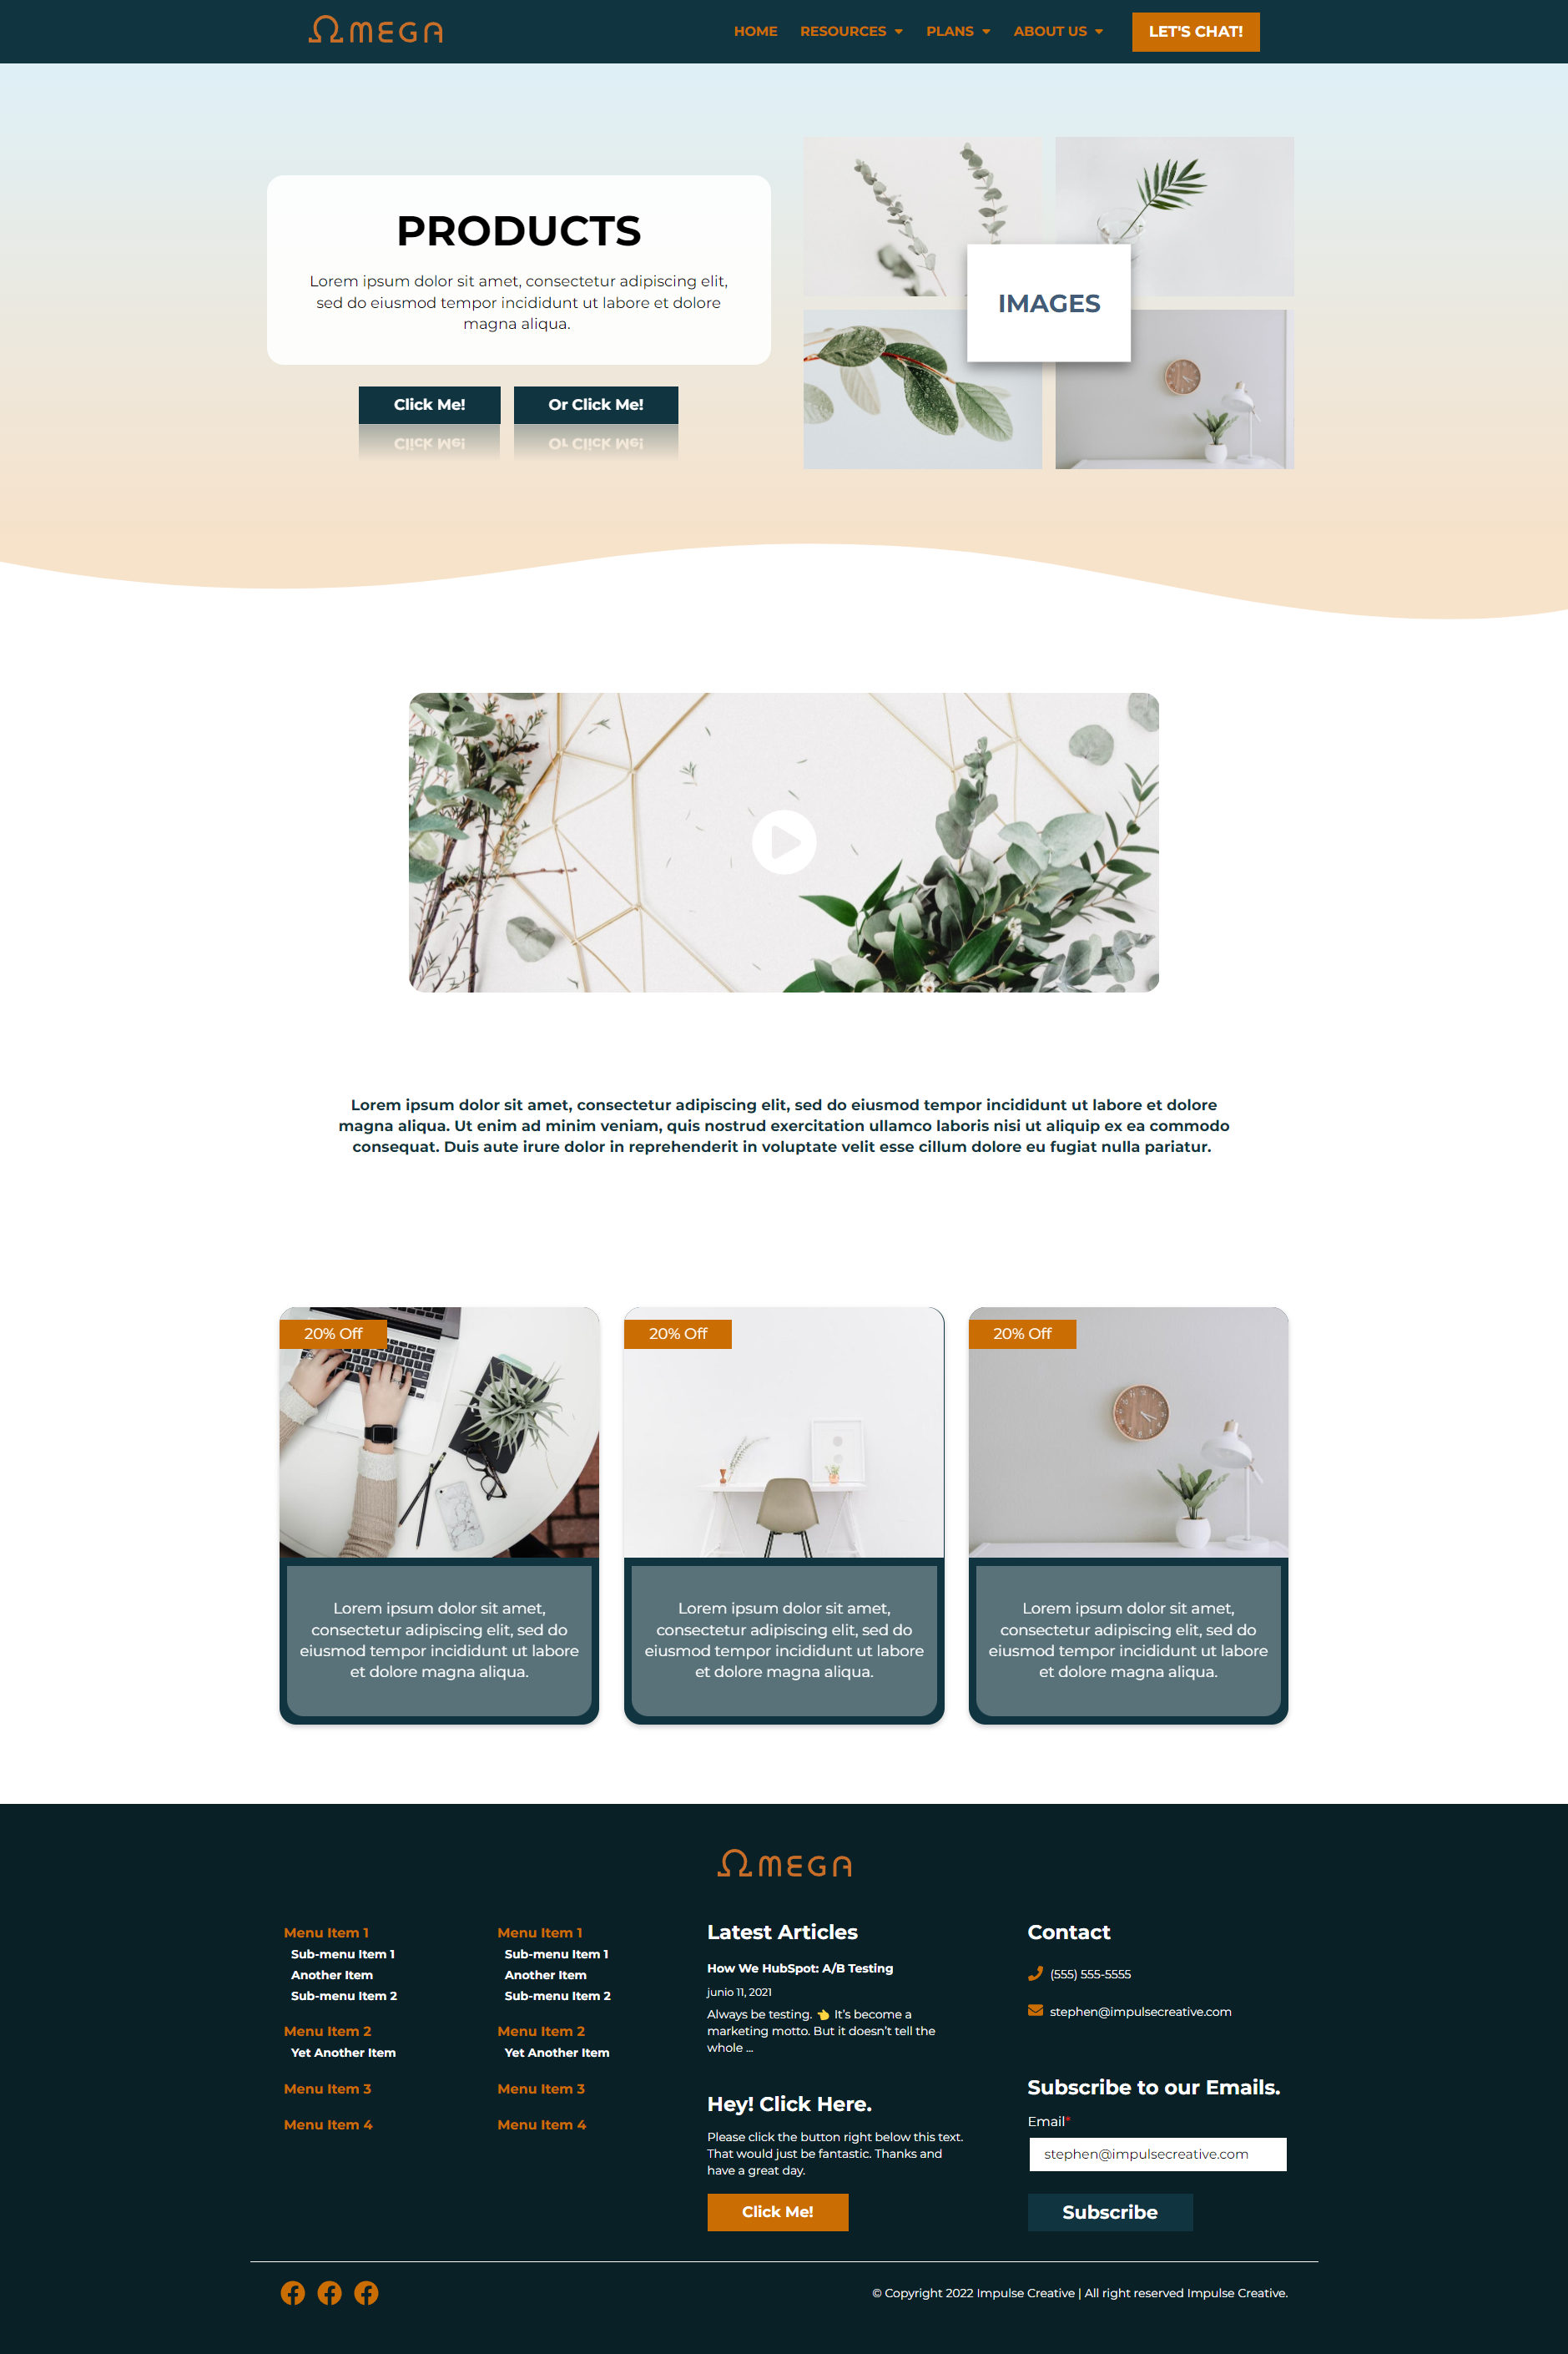 Ωmega
HOME RESOURCES PLANS ABOUT US LET'S CHAT!
PRODUCTS
Lorem ipsum dolor sit amet, consectetur adipiscing elit,
sed do eiusmod tempor incididunt ut labore et dolore
magna aliqua.
Click Me! Or Click Me!
IMAGES
Lorem ipsum dolor sit amet, consectetur adipiscing elit, sed do eiusmod tempor incididunt ut labore et dolore
magna aliqua. Ut enim ad minim veniam, quis nostrud exercitation ullamco laboris nisi ut aliquip ex ea commodo
consequat. Duis aute irure dolor in reprehenderit in voluptate velit esse cillum dolore eu fugiat nulla pariatur.
20% Off
Lorem ipsum dolor sit amet,
consectetur adipiscing elit, sed do
eiusmod tempor incididunt ut labore
et dolore magna aliqua.
20% Off
Lorem ipsum dolor sit amet,
consectetur adipiscing elit, sed do
eiusmod tempor incididunt ut labore
et dolore magna aliqua.
20% Off
Lorem ipsum dolor sit amet,
consectetur adipiscing elit, sed do
eiusmod tempor incididunt ut labore
et dolore magna aliqua.
Ωmega
Menu Item 1
Sub-menu Item 1
Another Item
Sub-menu Item 2
Menu Item 2
Yet Another Item
Menu Item 3
Menu Item 4
Menu Item 1
Sub-menu Item 1
Another Item
Sub-menu Item 2
Menu Item 2
Yet Another Item
Menu Item 3
Menu Item 4
Latest Articles
How We HubSpot: A/B Testing
junio 11, 2021
Always be testing. 👈 It's become a
marketing motto. But it doesn't tell the
whole ...
Hey! Click Here.
Please click the button right below this text.
That would just be fantastic. Thanks and
have a great day.
Click Me!
Contact
(555) 555-5555
stephen@impulsecreative.com
Subscribe to our Emails.
Email*
stephen@impulsecreative.com
Subscribe
© Copyright 2022 Impulse Creative | All right reserved Impulse Creative.